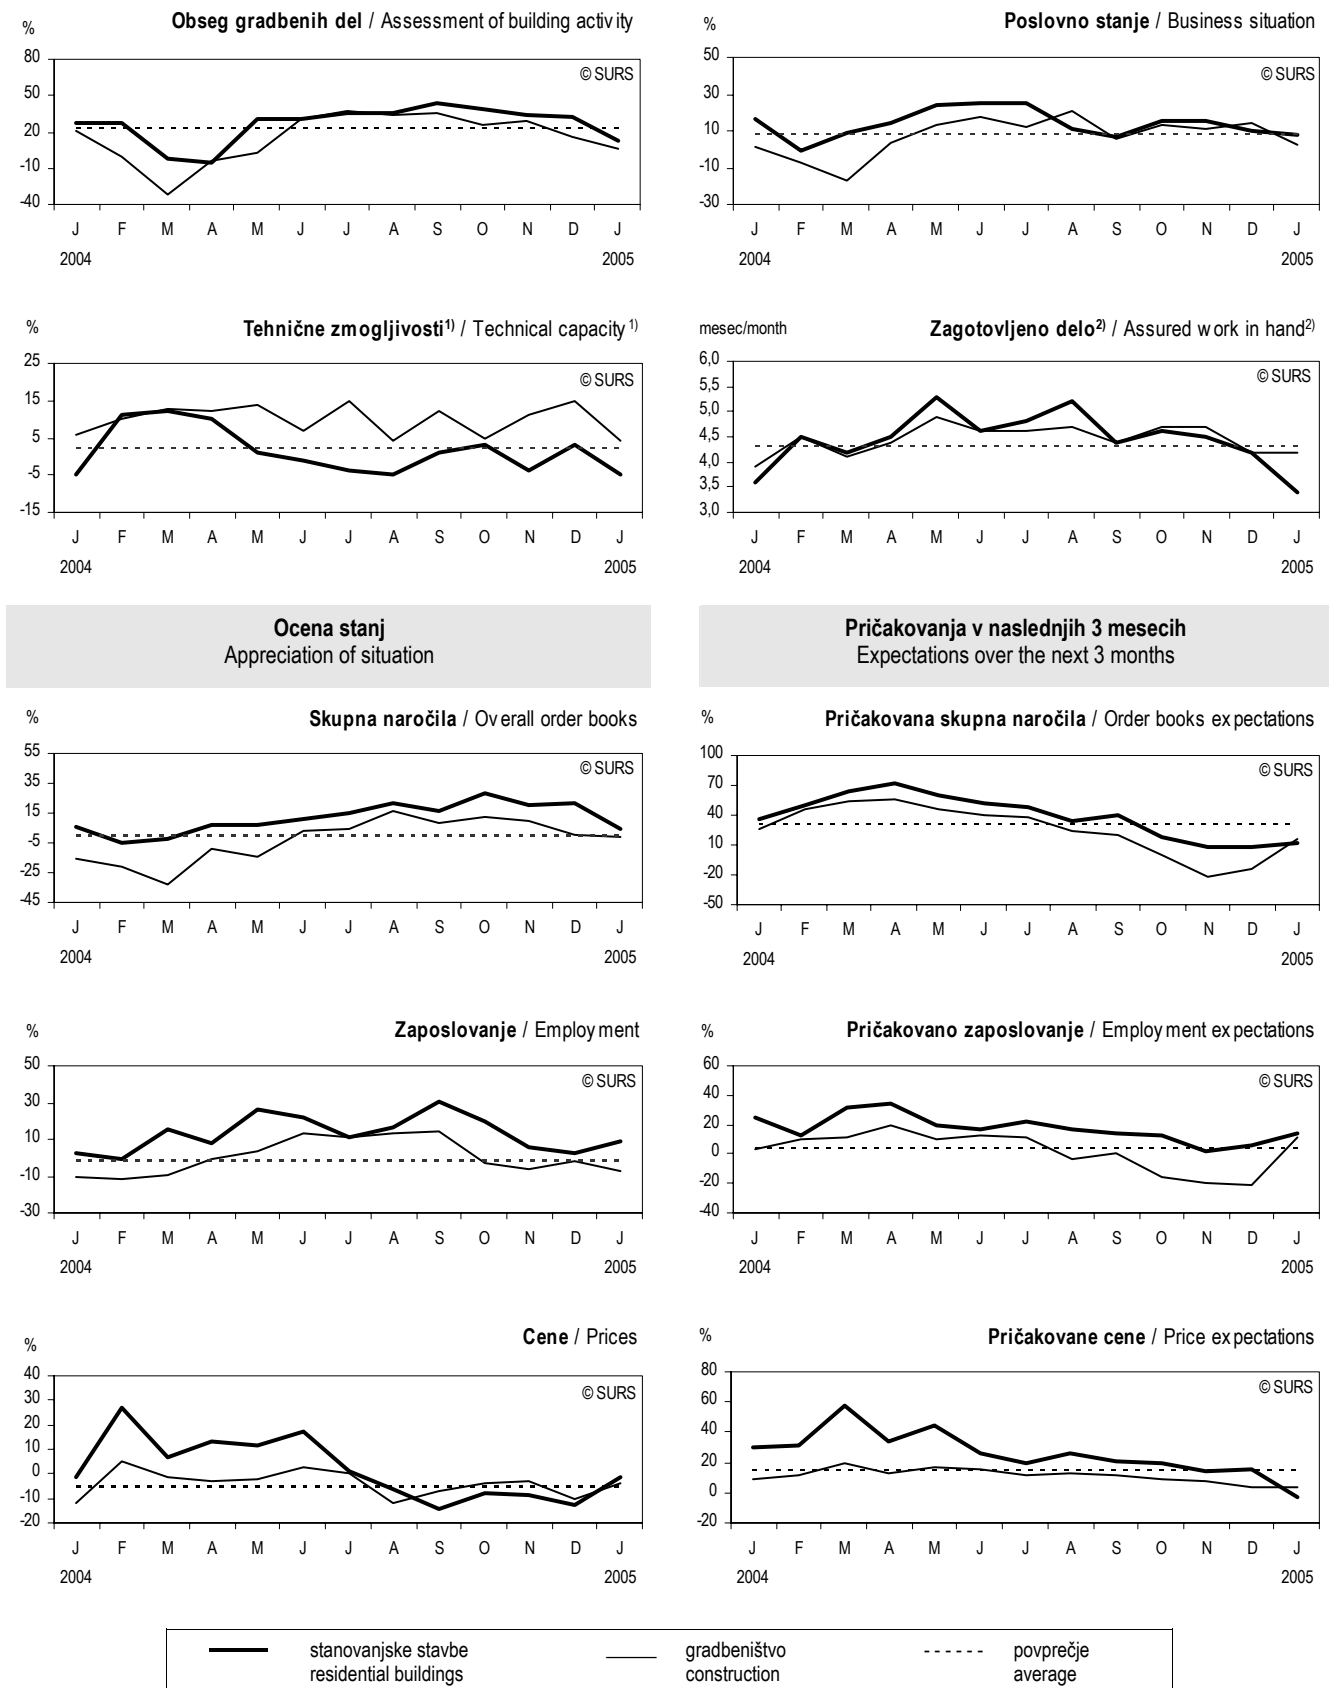 Obseg gradbenih del / Assessment of building activity
%
80
50
20
-10
-40
© SURS
J F M A M J J A S O N D J
2004 2005
Poslovno stanje / Business situation
%
50
30
10
-10
-30
© SURS
J F M A M J J A S O N D J
2004 2005
Tehnične zmogljivosti1) / Technical capacity 1)
%
25
15
5
-5
-15
© SURS
J F M A M J J A S O N D J
2004 2005
Zagotovljeno delo2) / Assured work in hand2)
mesec/month
6,0
5,5
5,0
4,5
4,0
3,5
3,0
© SURS
J F M A M J J A S O N D J
2004 2005
Ocena stanj
Appreciation of situation
Pričakovanja v naslednjih 3 mesecih
Expectations over the next 3 months
Skupna naročila / Overall order books
%
55
35
15
-5
-25
-45
© SURS
J F M A M J J A S O N D J
2004 2005
Pričakovana skupna naročila / Order books expectations
%
100
70
40
10
-20
-50
© SURS
J F M A M J J A S O N D J
2004 2005
Zaposlovanje / Employment
%
50
30
10
-10
-30
© SURS
J F M A M J J A S O N D J
2004 2005
Pričakovano zaposlovanje / Employment expectations
%
60
40
20
0
-20
-40
© SURS
J F M A M J J A S O N D J
2004 2005
Cene / Prices
%
40
30
20
10
0
-10
-20
© SURS
J F M A M J J A S O N D J
2004 2005
Pričakovane cene / Price expectations
%
80
60
40
20
0
-20
© SURS
J F M A M J J A S O N D J
2004 2005
stanovanjske stavbe
residential buildings
gradbeništvo
construction
povprečje
average